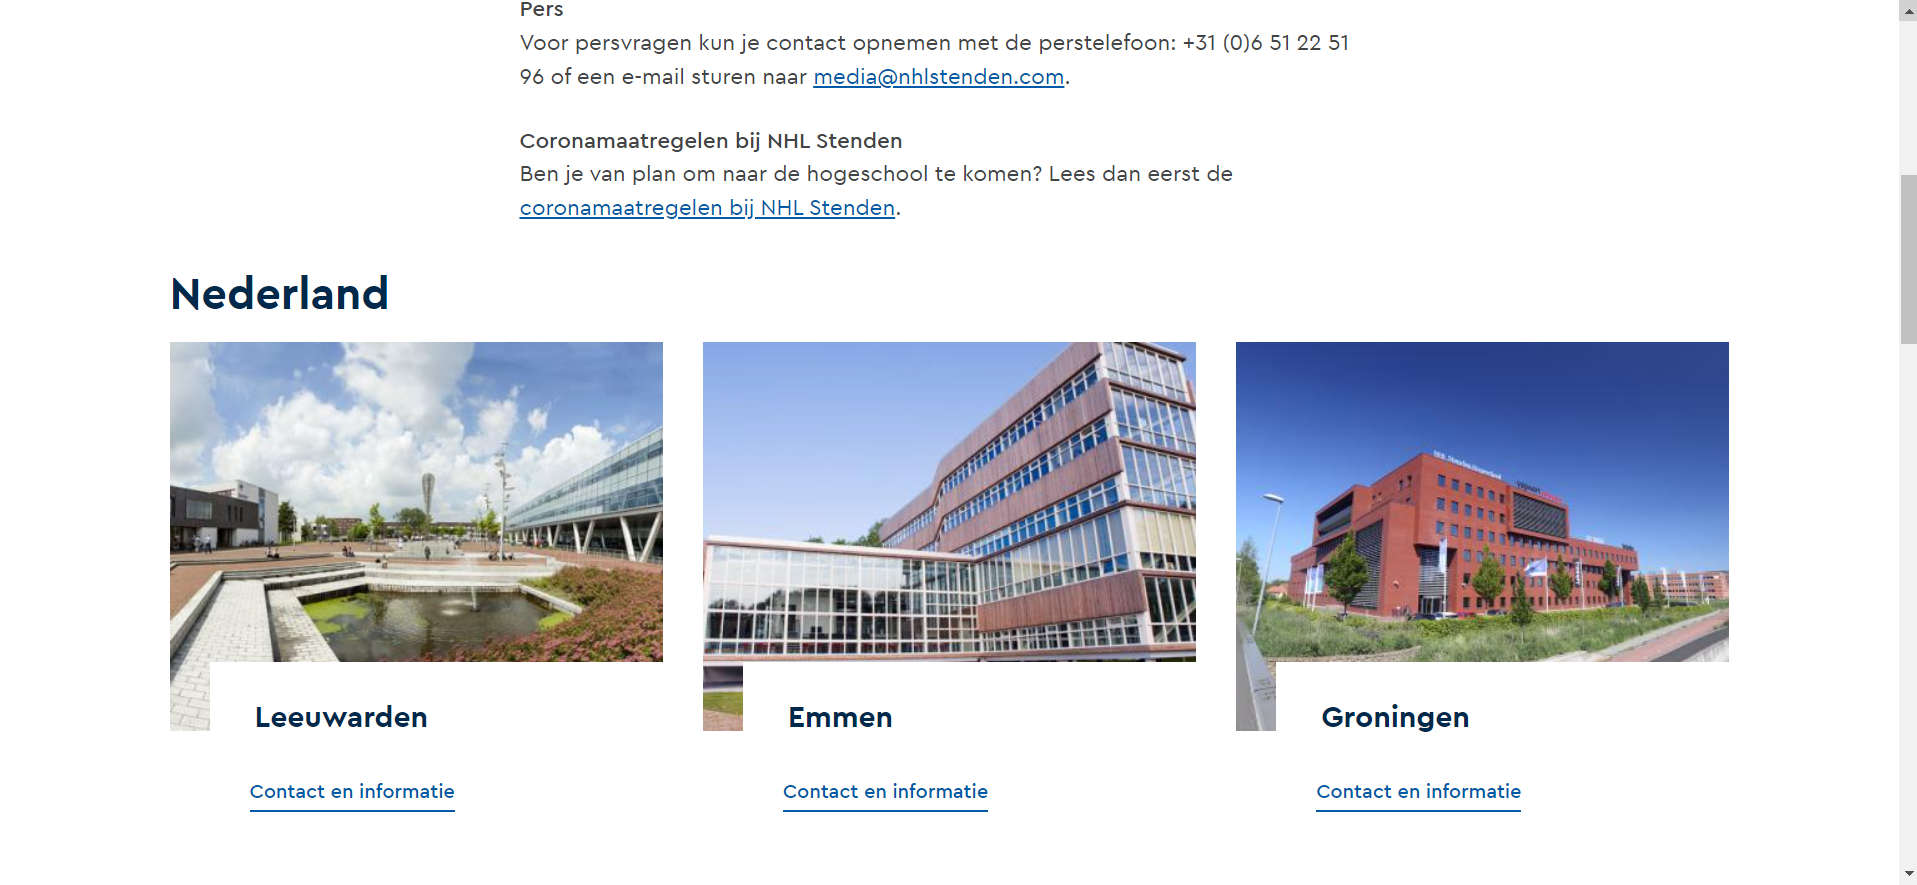 Pers
Voor persvragen kun je contact opnemen met de perstelefoon: +31 (0)6 51 22 51
96 of een e-mail sturen naar media@nhlstenden.com.
Coronamaatregelen bij NHL Stenden
Ben je van plan om naar de hogeschool te komen? Lees dan eerst de
coronamaatregelen bij NHL Stenden.
Nederland
NHL Stenden Hogeschool
Leeuwarden
Emmen
Groningen
Contact en informatie
Contact en informatie
Contact en informatie